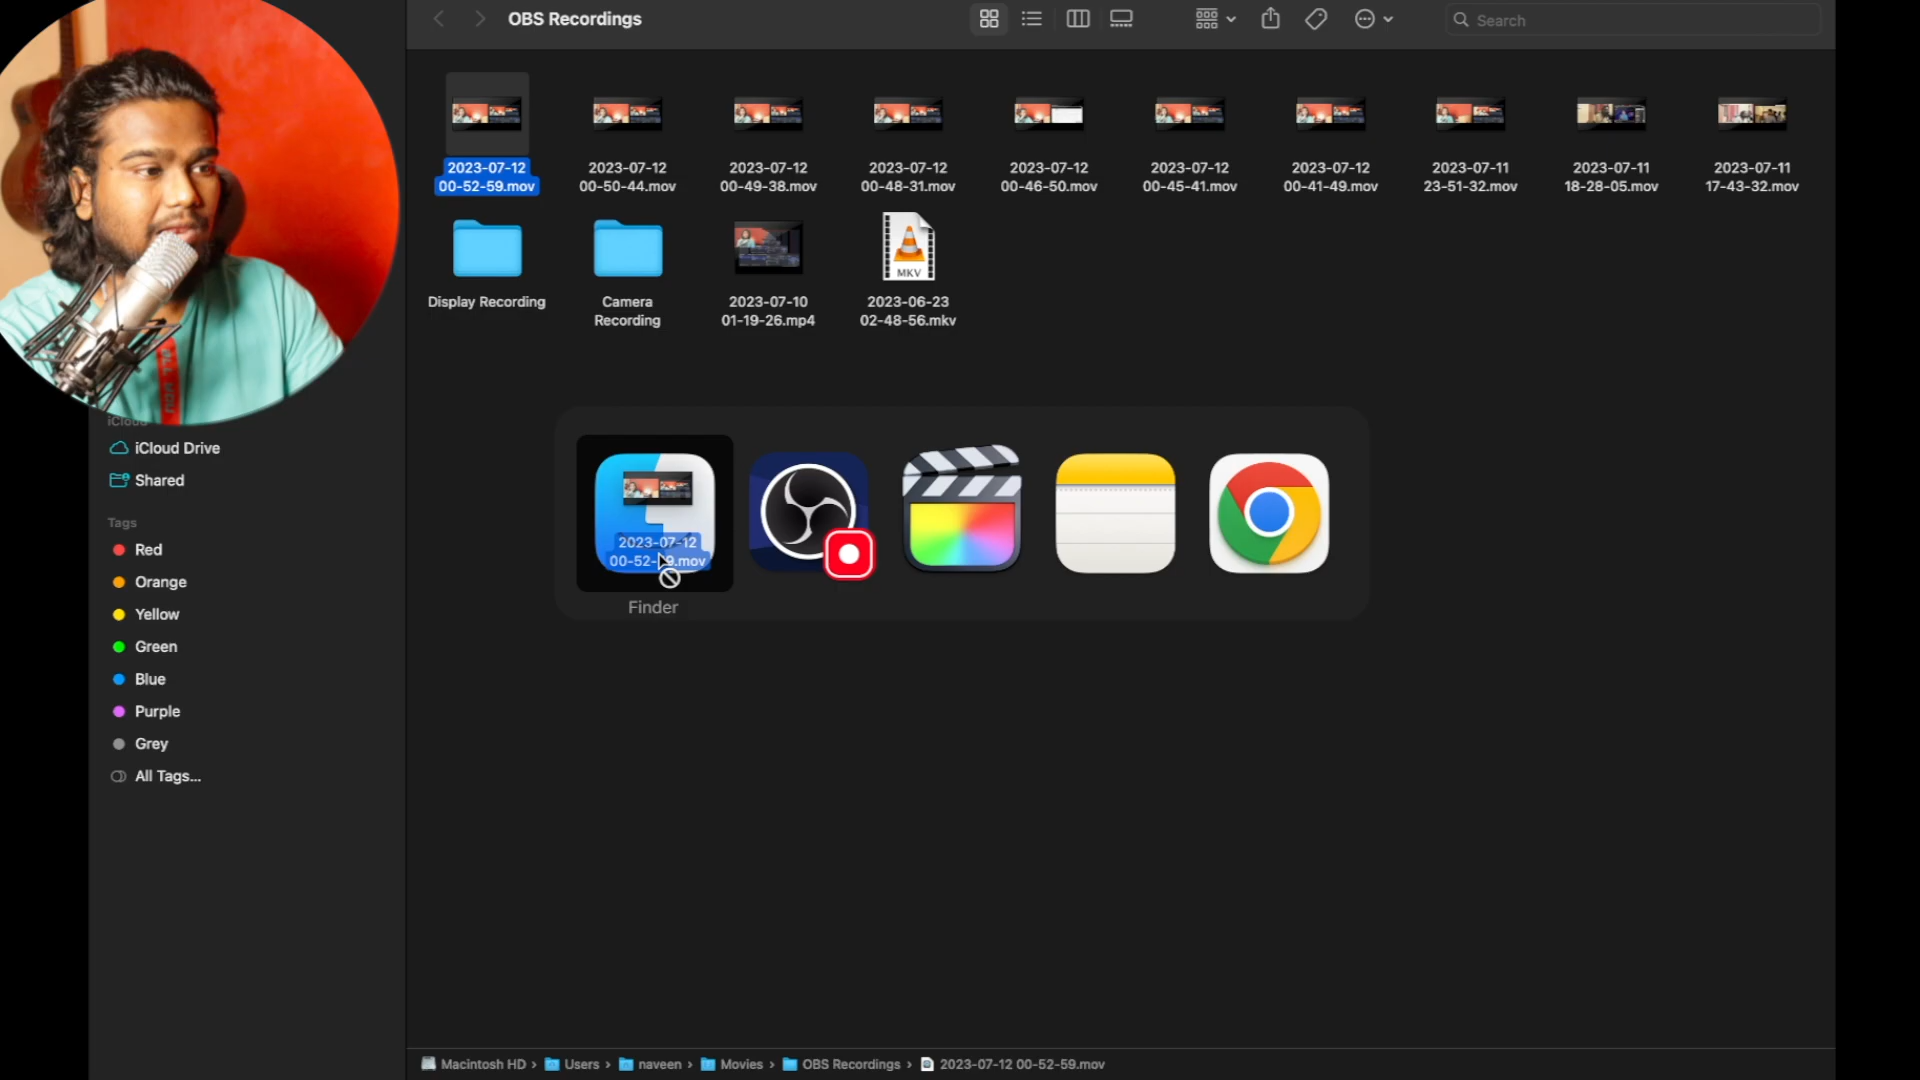 OBS Recordings
Search
2023-07-12
00-52-59.mov
2023-07-12
00-50-44.mov
2023-07-12
00-49-38.mov
2023-07-12
00-48-31.mov
2023-07-12
00-46-50.mov
2023-07-12
00-45-41.mov
2023-07-12
00-41-49.mov
2023-07-11
23-51-32.mov
2023-07-11
18-28-05.mov
2023-07-11
17-43-32.mov
MKV
Display Recording
Camera
Recording
2023-07-10
01-19-26.mp4
2023-06-23
02-48-56.mkv
iCloud
iCloud Drive
Shared
Tags
Red
Orange
Yellow
Green
Blue
Purple
Grey
All Tags...
2023-07-12
00-52-59.mov
Finder
Macintosh HD › Users › naveen › Movies › OBS Recordings › 2023-07-12 00-52-59.mov